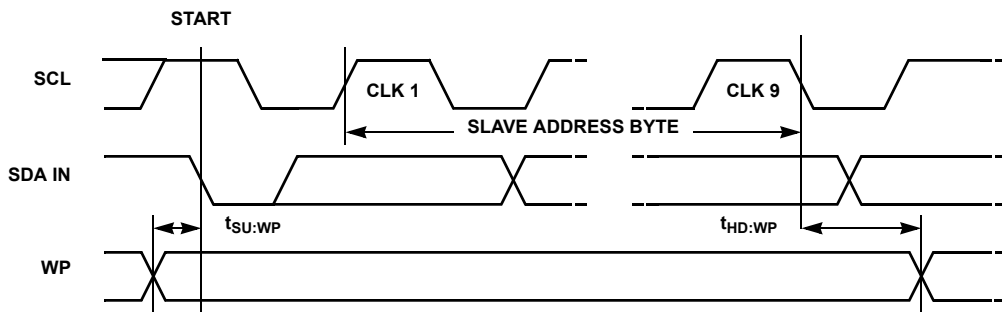 START
SCL
CLK 1
CLK 9
SLAVE ADDRESS BYTE
SDA IN
tSU:WP
tHD:WP
WP